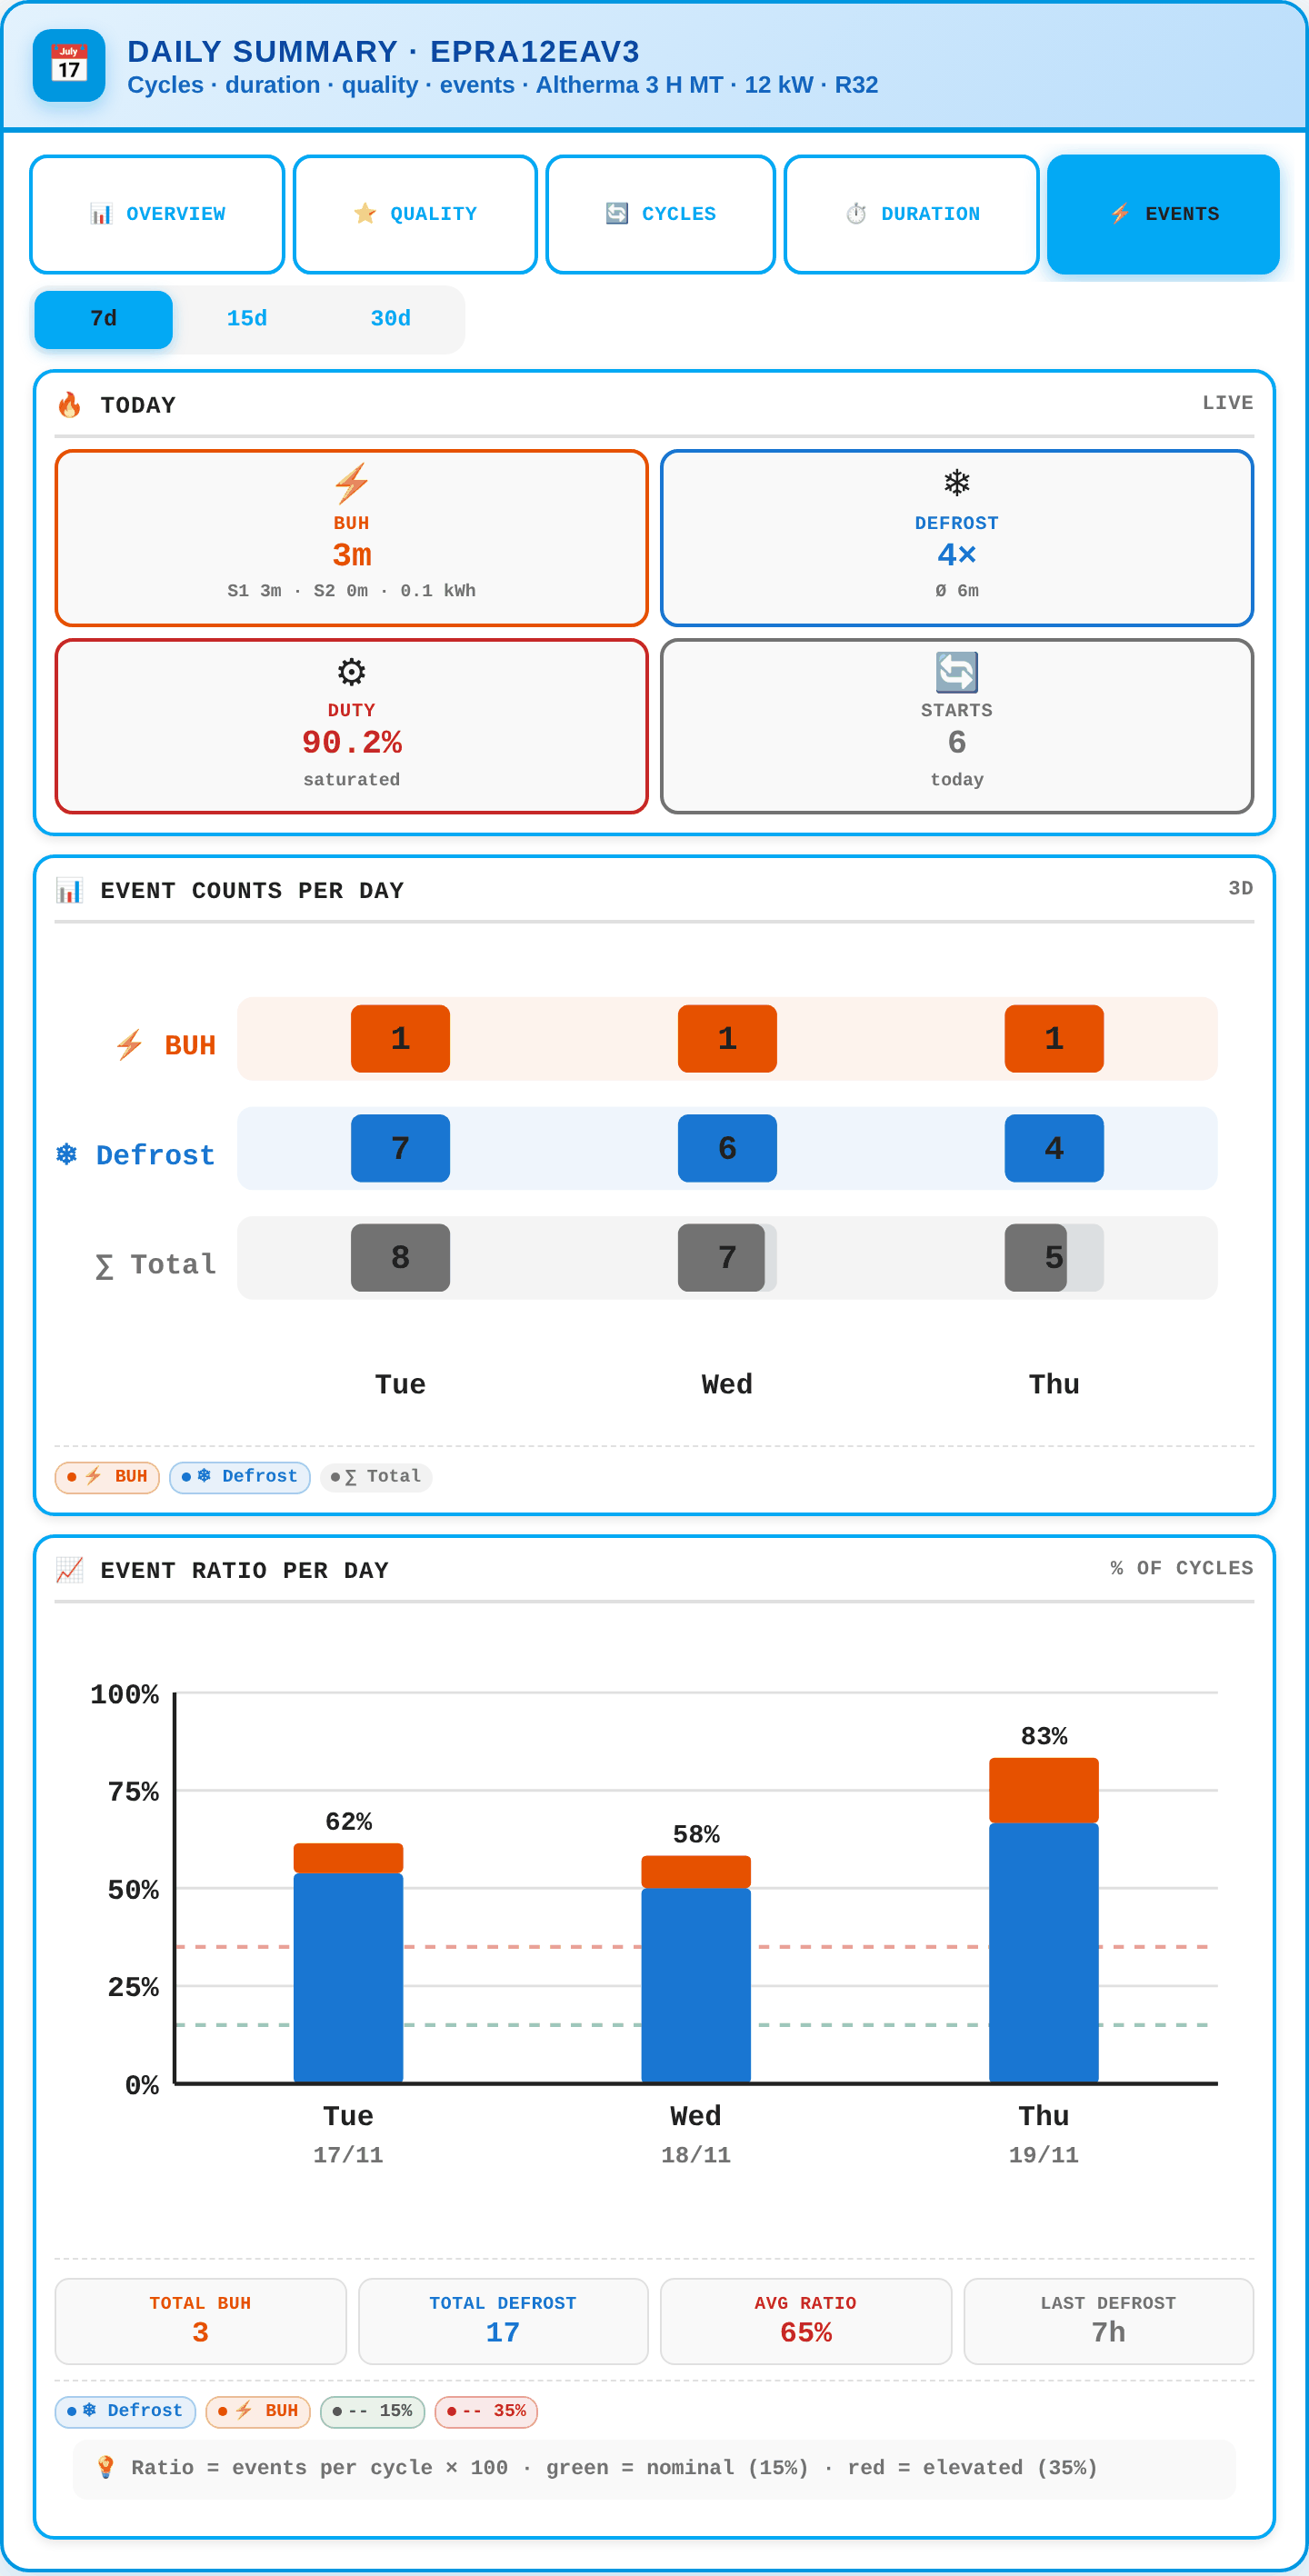 July
17
DAILY SUMMARY · EPRA12EAV3
Cycles · duration · quality · events · Altherma 3 H MT · 12 kW · R32
📊 OVERVIEW
⭐ QUALITY
🔄 CYCLES
⏱️ DURATION
⚡ EVENTS
7d
15d
30d
🔥 TODAY
LIVE
⚡
BUH
3m
S1 3m · S2 0m · 0.1 kWh
❄
DEFROST
4×
Ø 6m
⚙
DUTY
90.2%
saturated
🔄
STARTS
6
today
📊 EVENT COUNTS PER DAY
3D
⚡ BUH 1 1 1
❄ Defrost 7 6 4
∑ Total 8 7 5
Tue Wed Thu
⚡ BUH
❄ Defrost
∑ Total
📈 EVENT RATIO PER DAY
% OF CYCLES
100%
75%
50%
25%
0%
62%
58%
83%
Tue Wed Thu
17/11 18/11 19/11
TOTAL BUH
3
TOTAL DEFROST
17
AVG RATIO
65%
LAST DEFROST
7h
❄ Defrost
⚡ BUH
-- 15%
-- 35%
💡 Ratio = events per cycle × 100 · green = nominal (15%) · red = elevated (35%)